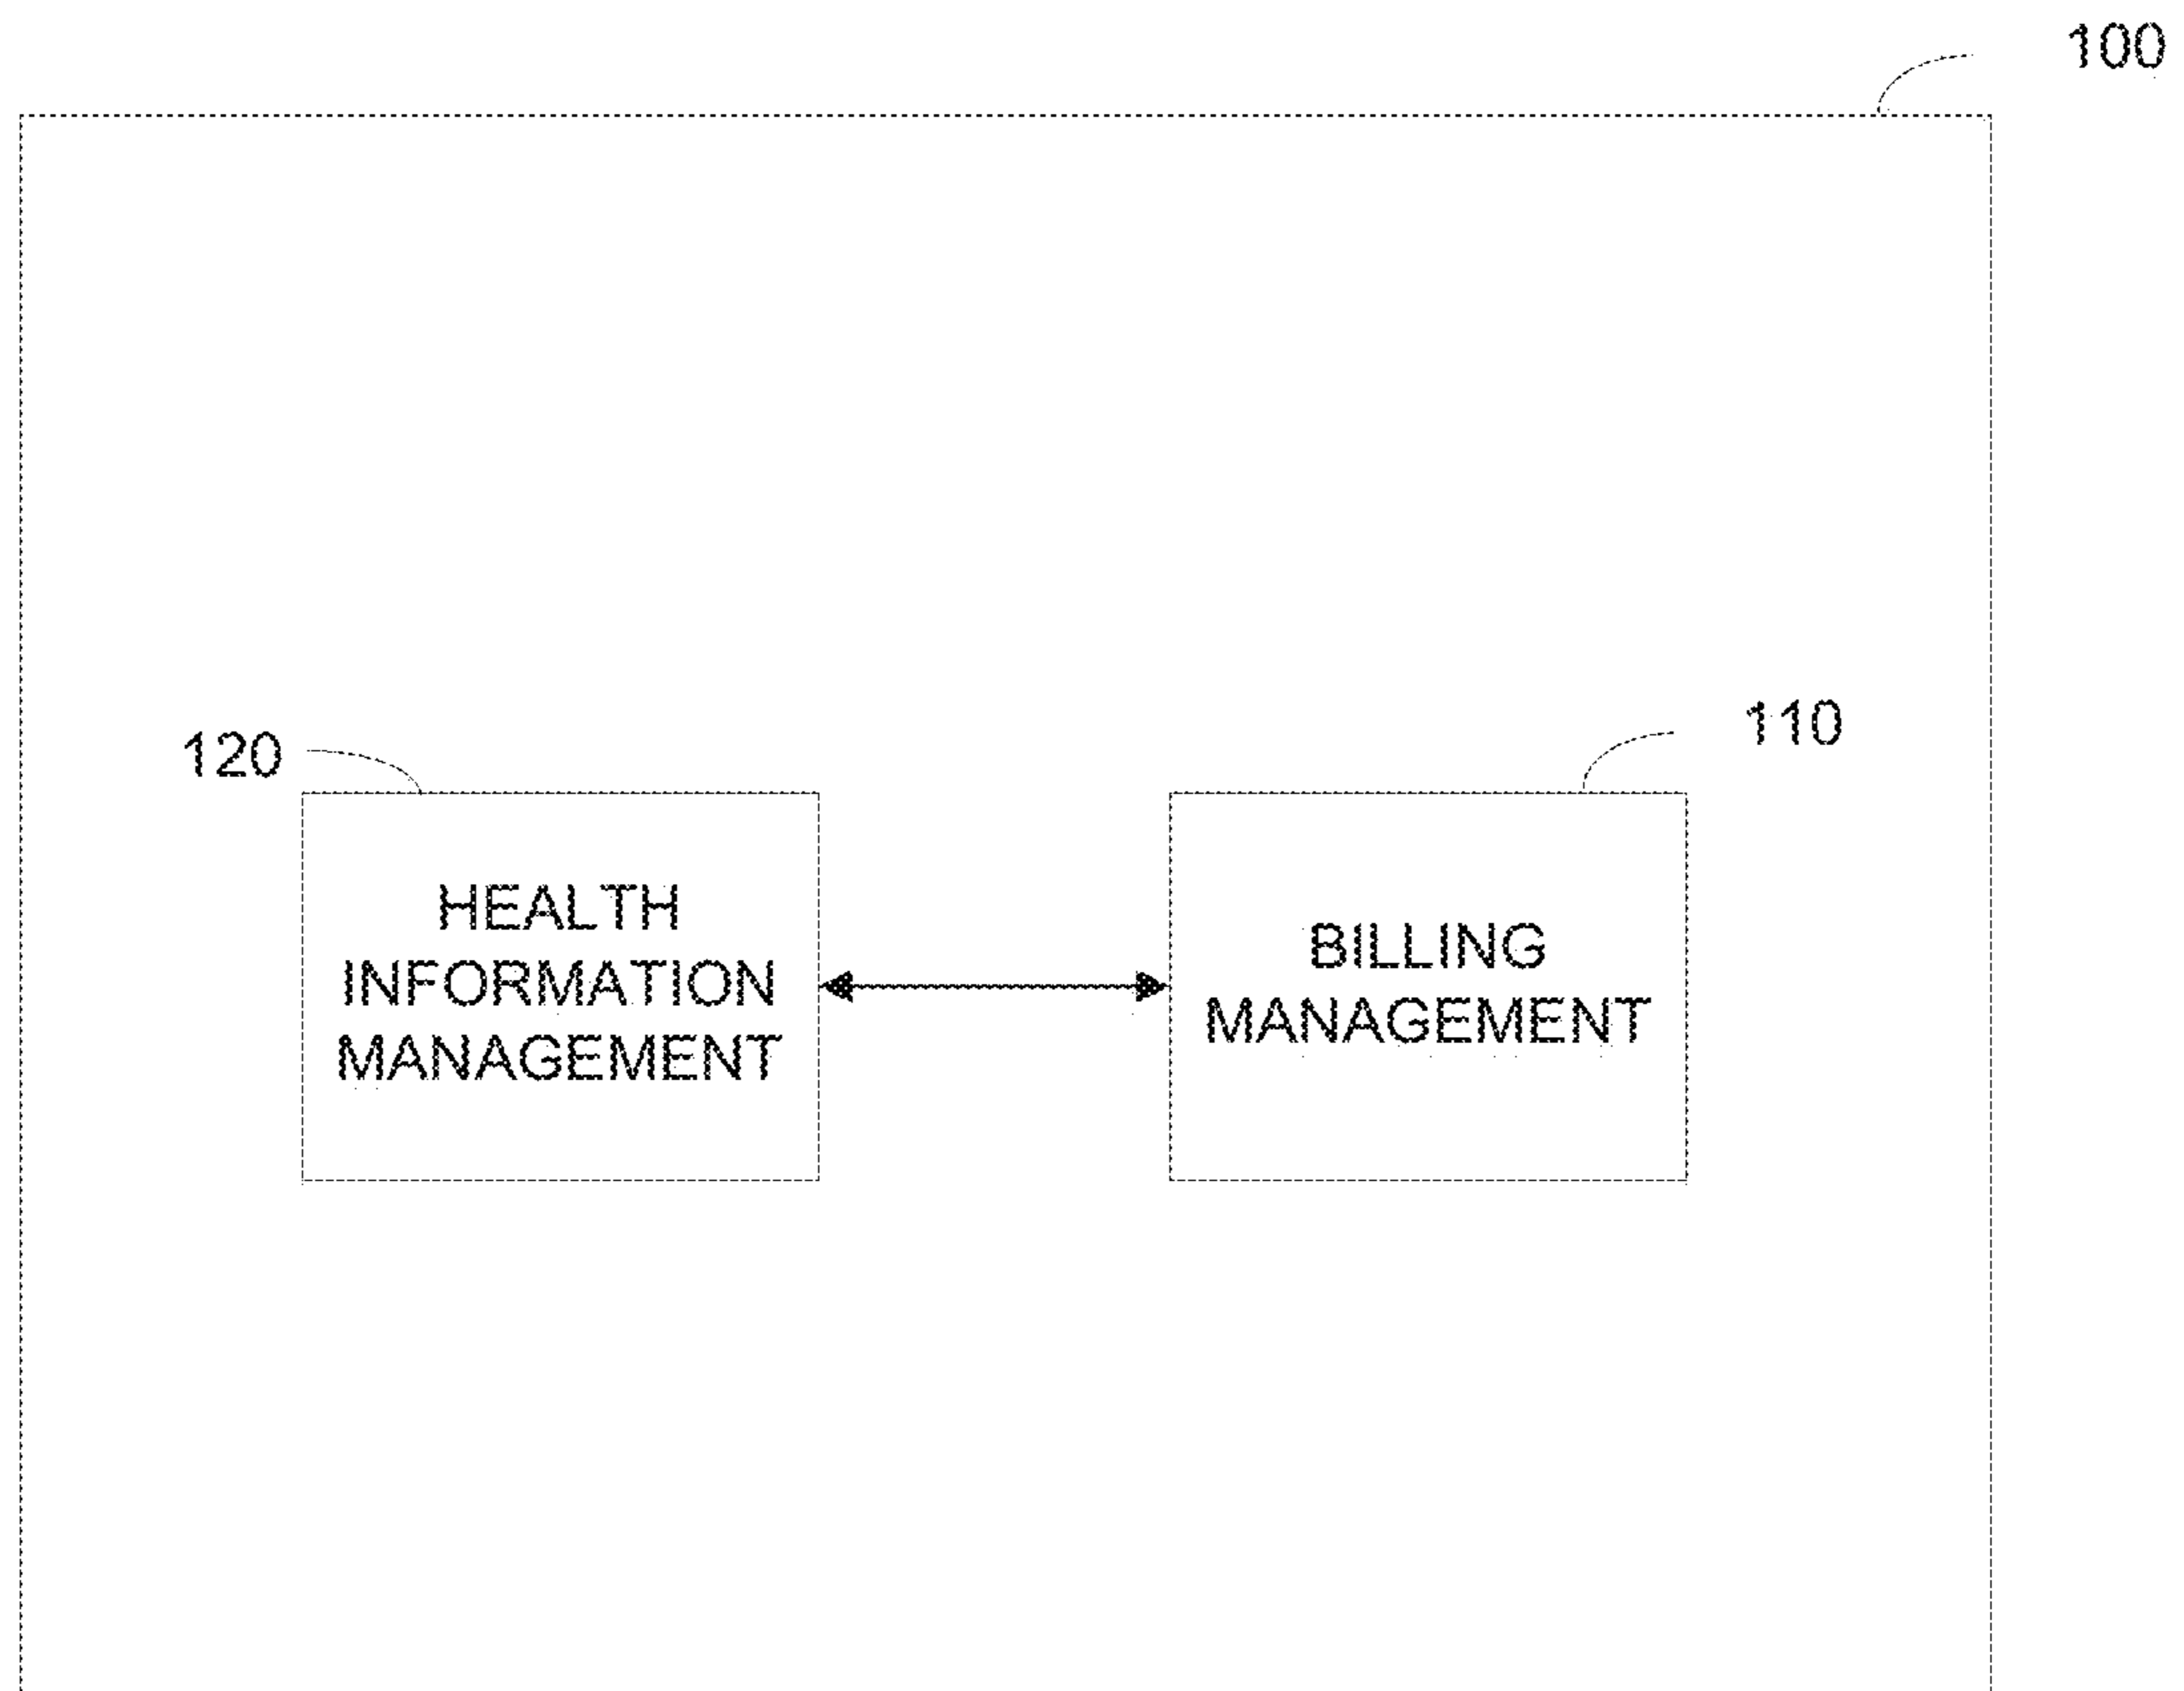 100
120
110
HEALTH
INFORMATION
MANAGEMENT
BILLING
MANAGEMENT